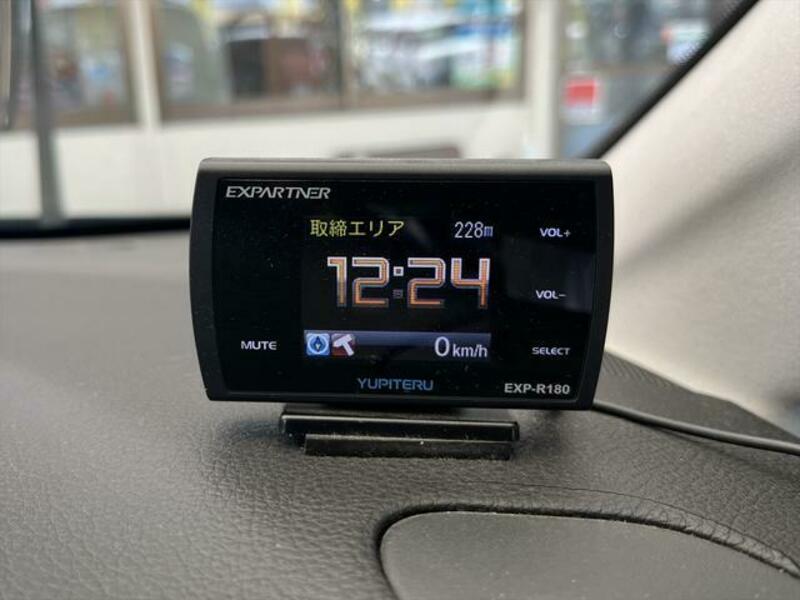 EXPARTNER
取締エリア 228m
VOL+
12:24
VOL-
MUTE
0km/h
SELECT
YUPITERU
EXP-R180